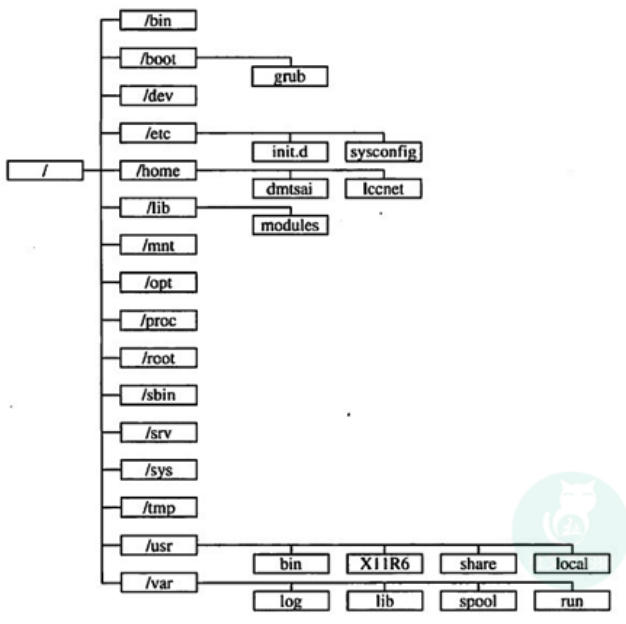 /bin
/boot
grub
/dev
/etc
init.d sysconfig
/ /home
dmtsai lccnet
/lib
modules
/mnt
/opt
/proc
/root
/sbin
/srv
/sys
/tmp
/usr
bin X11R6 share local
/var
log lib spool run